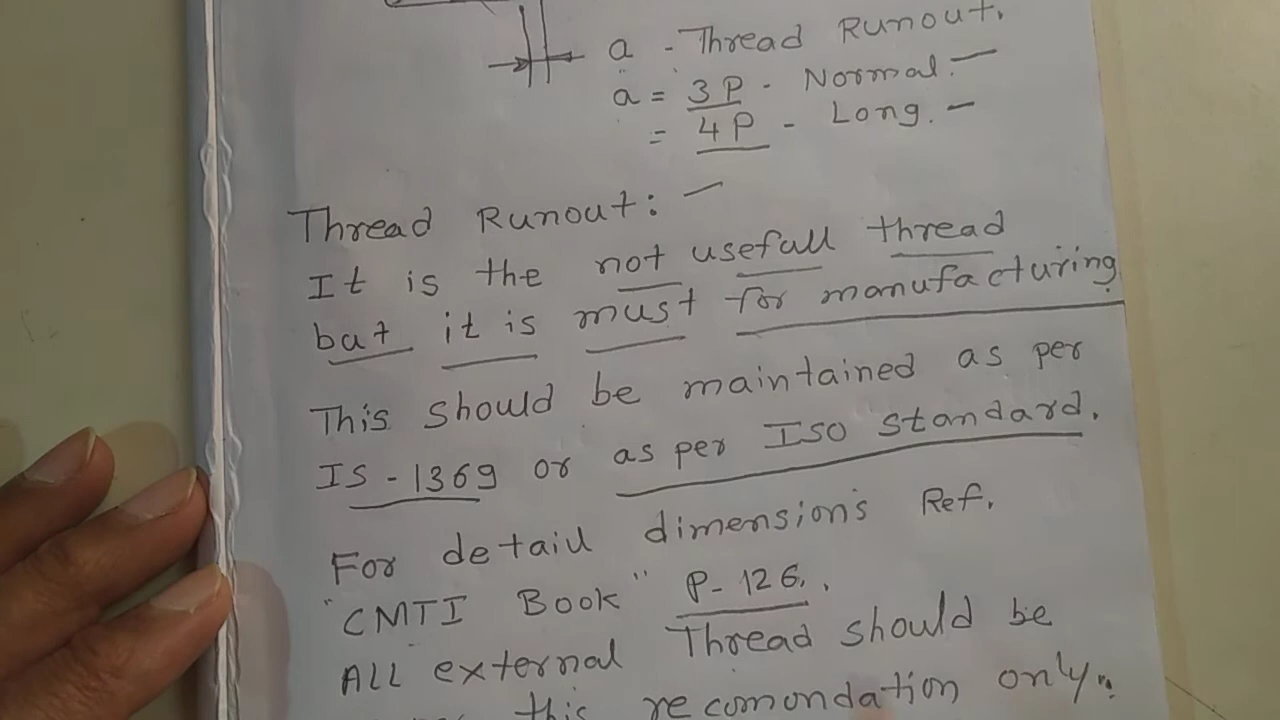 a - Thread Runout.
a = 3P - Normal. -
= 4P - Long. -
Thread Runout: -
It is the not usefull thread
but it is must for manufacturing
This should be maintained as per
IS - 1369 or as per ISO standard.
For detail dimensions Ref.
"CMTI Book" P-126.
ALL external Thread should be
this recomondation only.